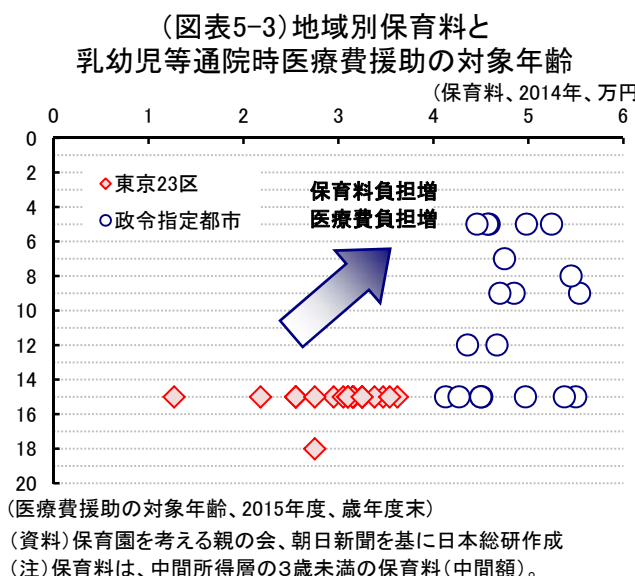 (図表5-3)地域別保育料と
乳幼児等通院時医療費援助の対象年齢
(保育料、2014年、万円
0 1 2 3 4 5 6
0
2
4
6
8
10
12
14
16
18
20
東京23区
政令指定都市
保育料負担増
医療費負担増
(医療費援助の対象年齢、2015年度、歳年度末)
(資料)保育園を考える親の会、朝日新聞を基に日本総研作成
(注)保育料は、中間所得層の3歳未満の保育料(中間額)。